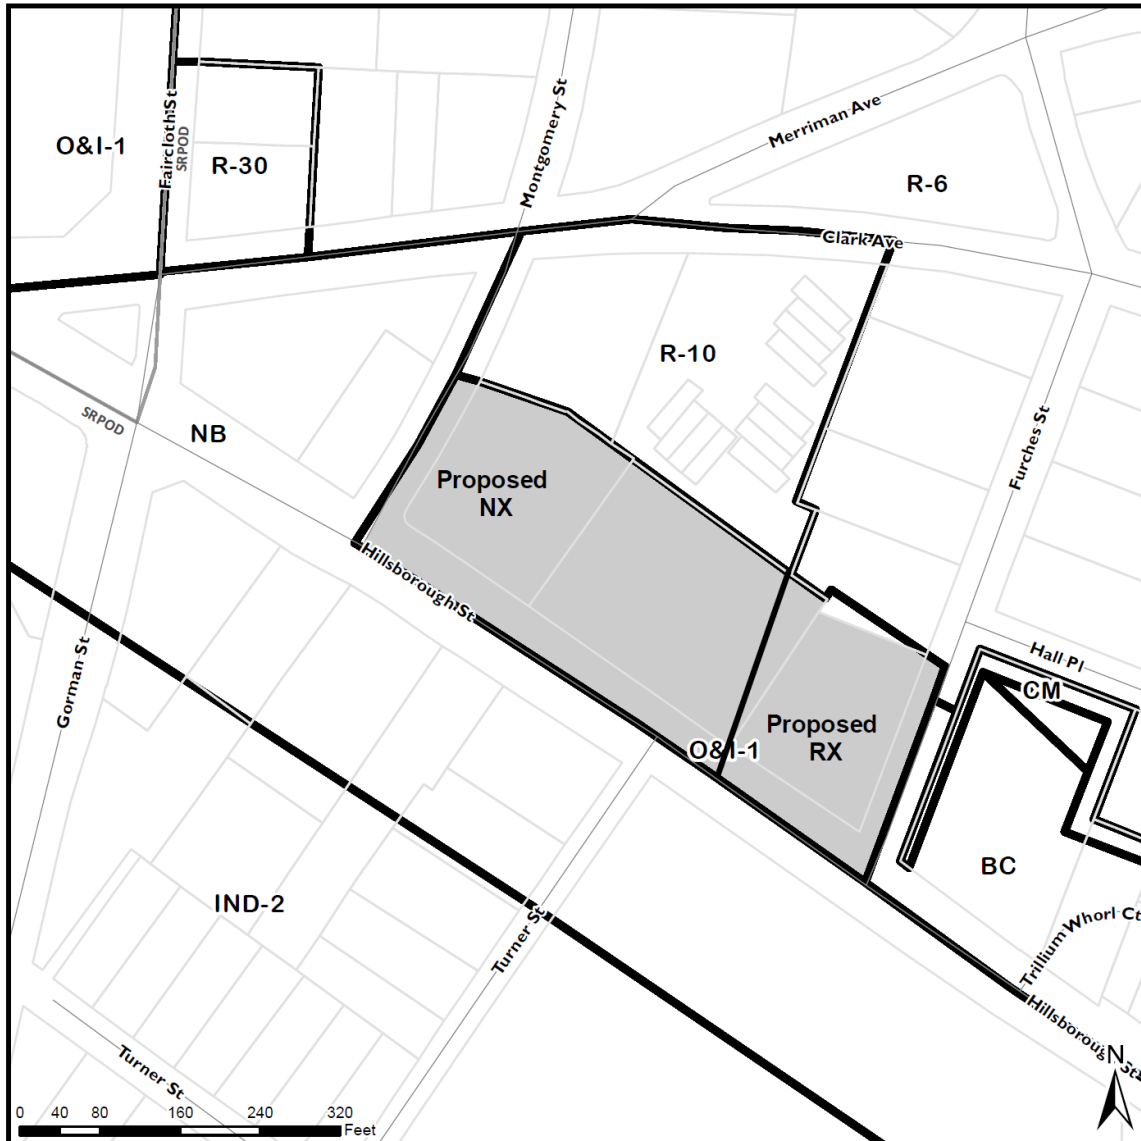 Merriman Ave
Montgomery St
Faircloth St
SRPOD
O&I-1
R-30
R-6
Clark Ave
R-10
SRPOD
NB
Furches St
Proposed
NX
Hillsborough St
Gorman St
Hall Pl
CM
Proposed
RX
O&I-1
BC
IND-2
Trillium Whorl Ct
Turner St
Hillsborough St
N
Turner St
0 40 80 160 240 320
Feet